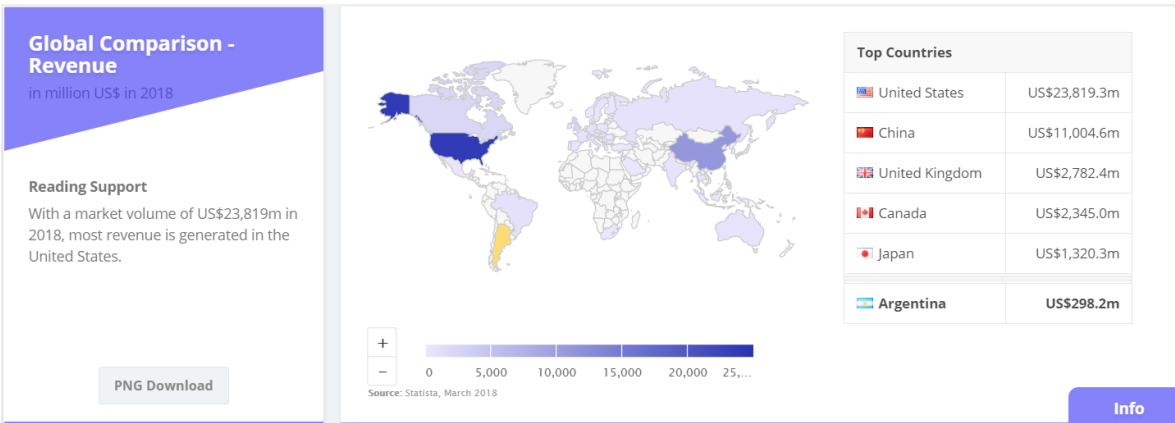 Global Comparison -
Revenue
in million US$ in 2018
Reading Support
With a market volume of US$23,819m in
2018, most revenue is generated in the
United States.
PNG Download
Top Countries
United States US$23,819.3m
China US$11,004.6m
United Kingdom US$2,782.4m
Canada US$2,345.0m
Japan US$1,320.3m
Argentina US$298.2m
+
−
0 5,000 10,000 15,000 20,000 25,...
Source: Statista, March 2018
Info